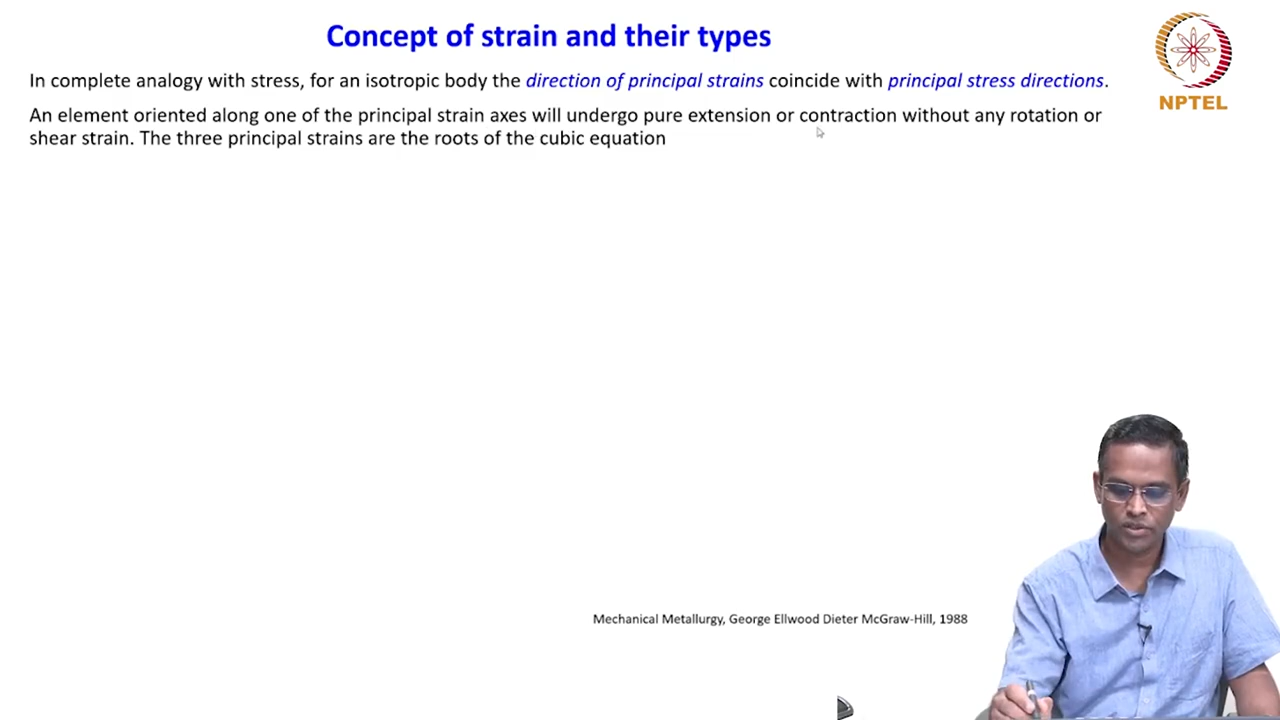 Concept of strain and their types
NPTEL
In complete analogy with stress, for an isotropic body the direction of principal strains coincide with principal stress directions.
An element oriented along one of the principal strain axes will undergo pure extension or contraction without any rotation or
shear strain. The three principal strains are the roots of the cubic equation
Mechanical Metallurgy, George Ellwood Dieter McGraw-Hill, 1988